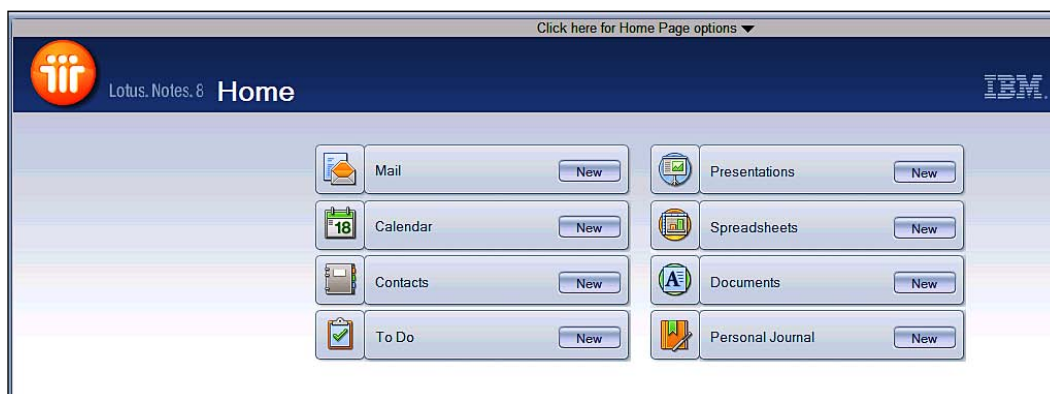 Click here for Home Page options
Lotus. Notes. 8 Home
IBM.
Mail New
Presentations New
18
Calendar New
Spreadsheets New
Contacts New
A Documents New
To Do New
Personal Journal New